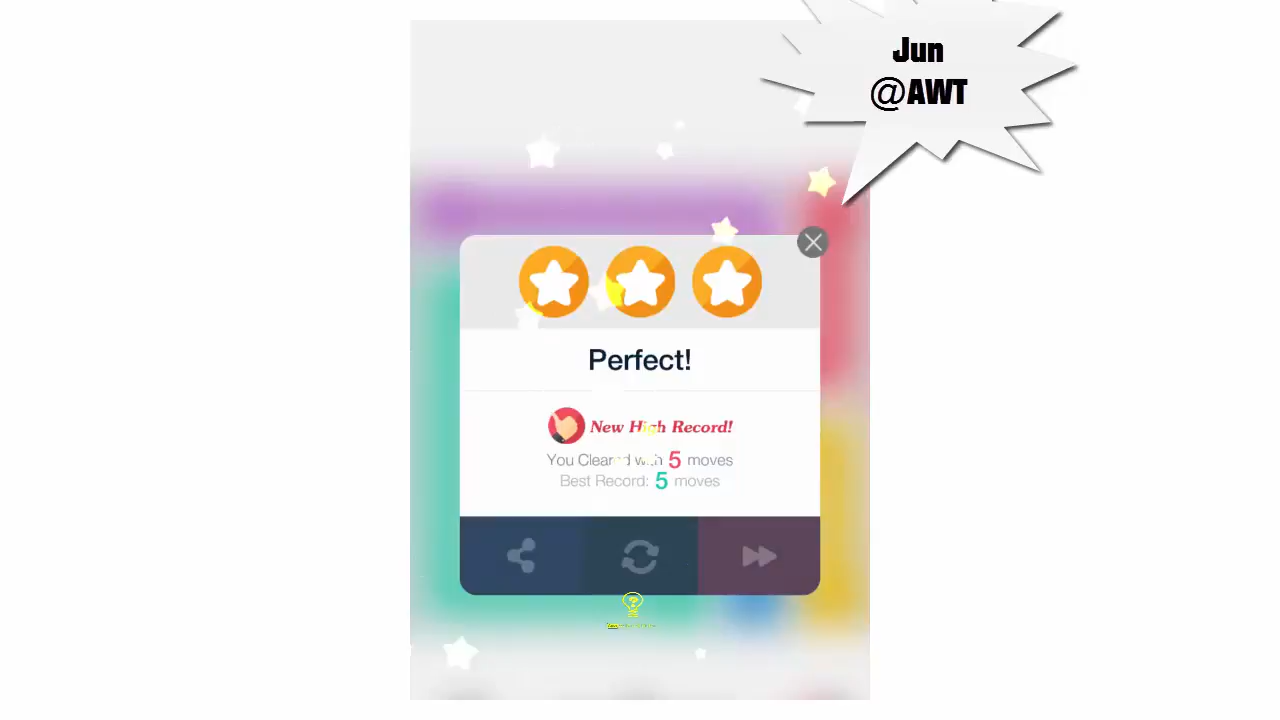 Jun
@AWT
Perfect!
New High Record!
You Cleared with 5 moves
Best Record: 5 moves